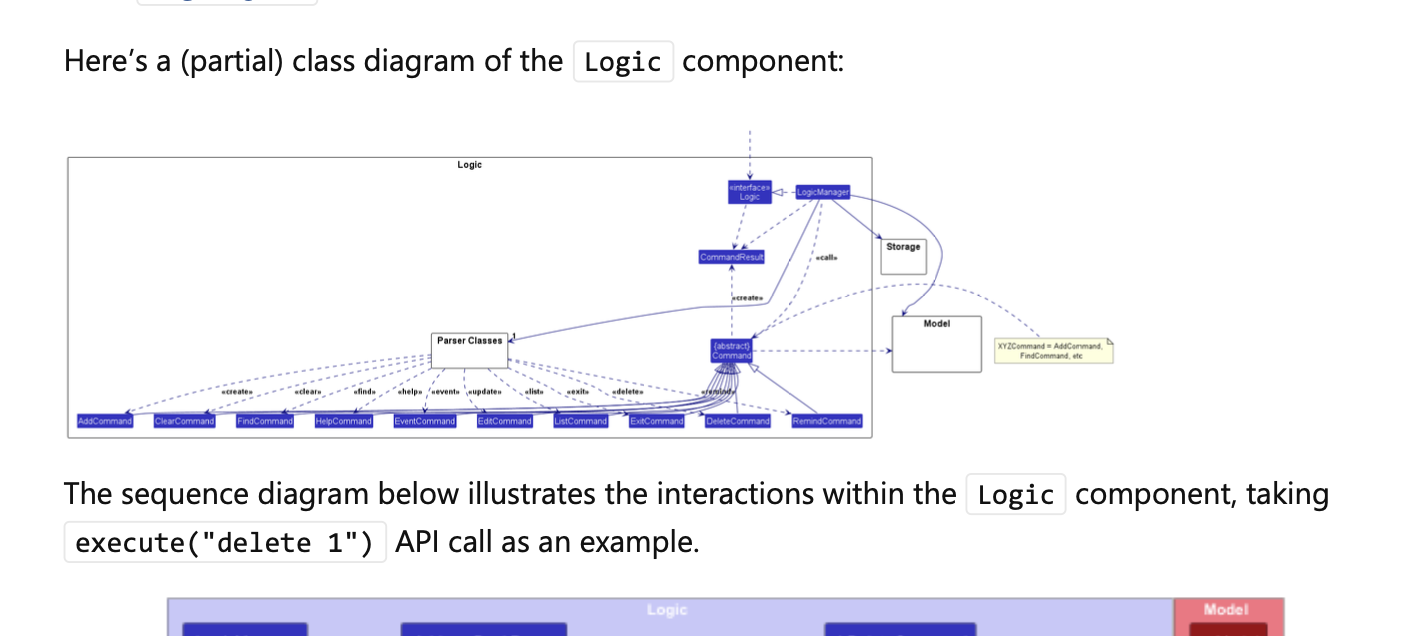 Here’s a (partial) class diagram of the Logic component:
Logic
«interface»
Logic
LogicManager
Storage
CommandResult
«call»
«create»
Model
Parser Classes
1
{abstract}
Command
XYZCommand = AddCommand,
FindCommand, etc
«create» «clear» «find» «help» «event» «update» «list» «exit» «delete» «remind»
AddCommand ClearCommand FindCommand HelpCommand EventCommand EditCommand ListCommand ExitCommand DeleteCommand RemindCommand
The sequence diagram below illustrates the interactions within the Logic component, taking
execute("delete 1") API call as an example.
Logic Model